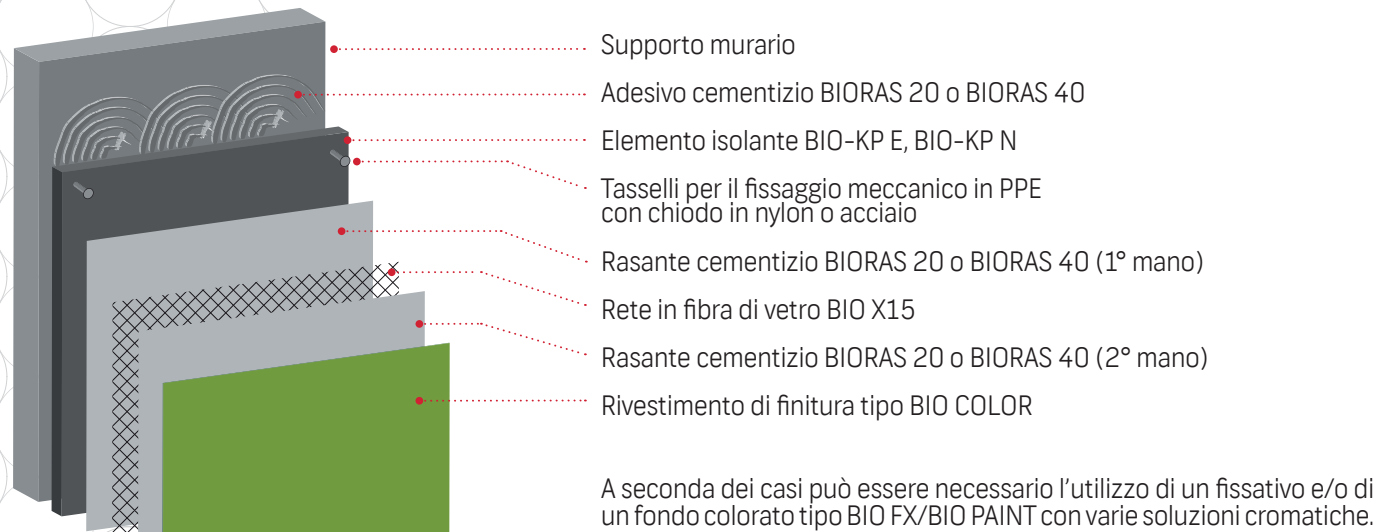 Supporto murario
Adesivo cementizio BIORAS 20 o BIORAS 40
Elemento isolante BIO-KP E, BIO-KP N
Tasselli per il fissaggio meccanico in PPE
con chiodo in nylon o acciaio
Rasante cementizio BIORAS 20 o BIORAS 40 (1° mano)
Rete in fibra di vetro BIO X15
Rasante cementizio BIORAS 20 o BIORAS 40 (2° mano)
Rivestimento di finitura tipo BIO COLOR
A seconda dei casi può essere necessario l'utilizzo di un fissativo e/o di
un fondo colorato tipo BIO FX/BIO PAINT con varie soluzioni cromatiche.